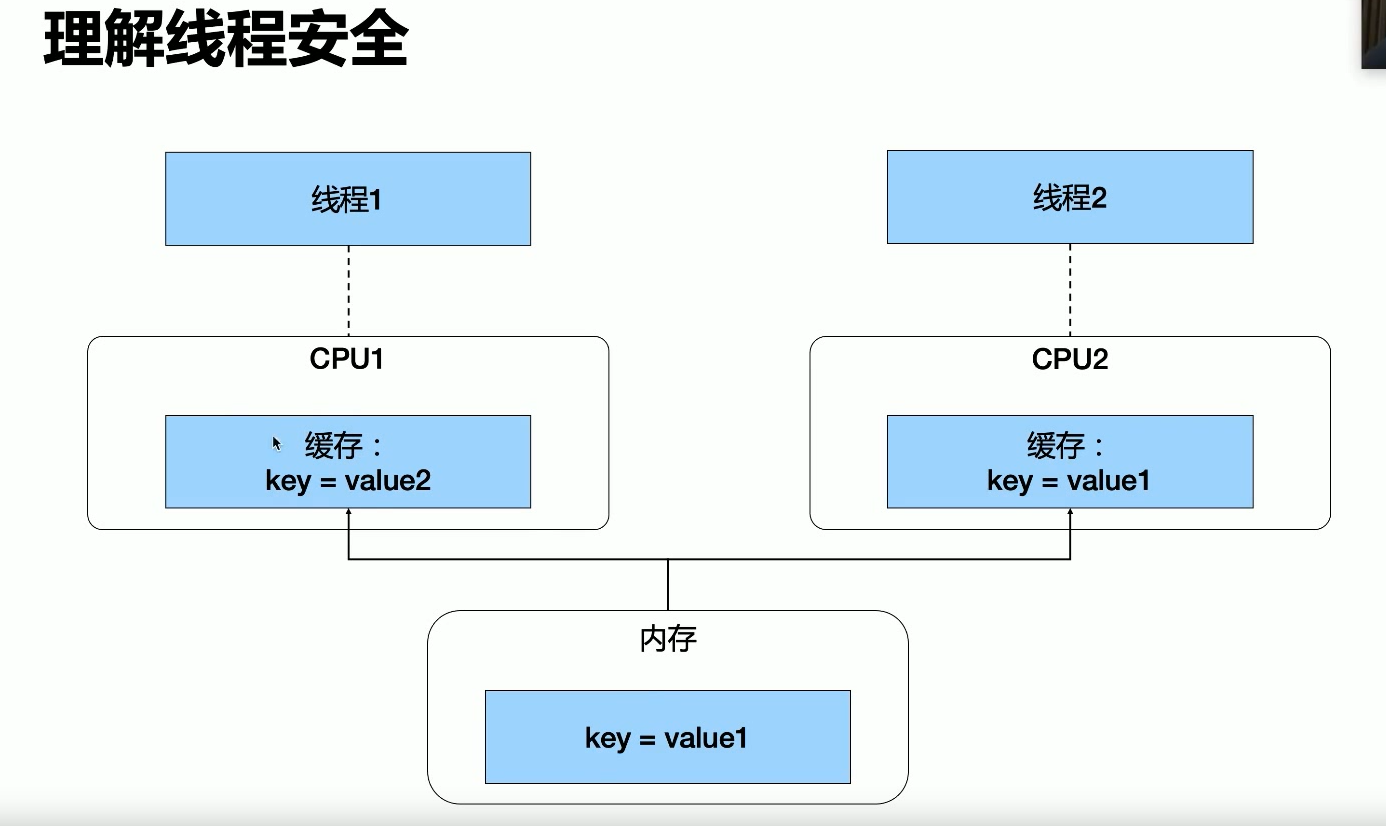 理解线程安全
线程1
线程2
CPU1
CPU2
缓存：
key = value2
缓存：
key = value1
内存
key = value1